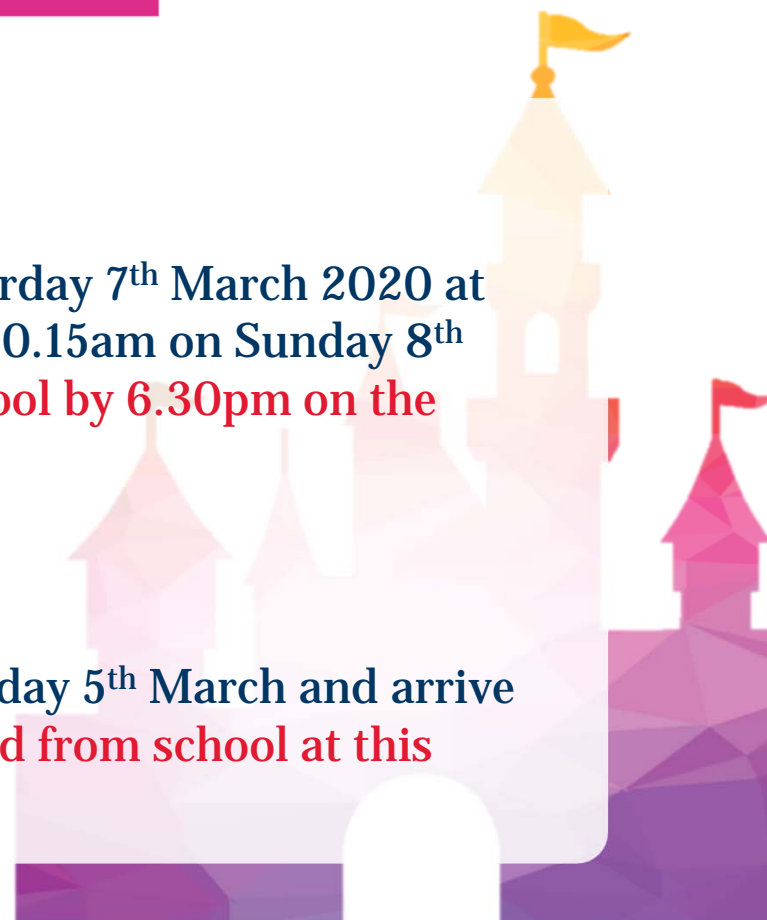 rday 7th March 2020 at
0.15am on Sunday 8th
ool by 6.30pm on the
day 5th March and arrive
d from school at this